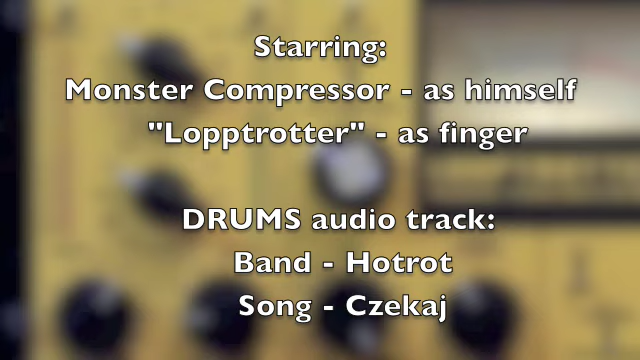 Starring:
Monster Compressor - as himself
"Lopptrotter" - as finger
DRUMS audio track:
Band - Hotrot
Song - Czekaj